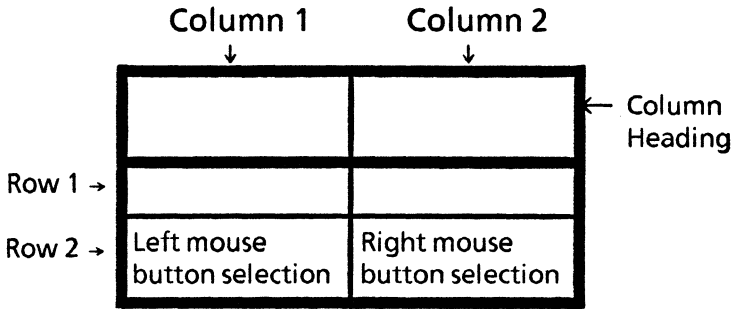 Column 1 Column 2
Column
Heading
Row 1
Row 2
Left mouse
button selection
Right mouse
button selection